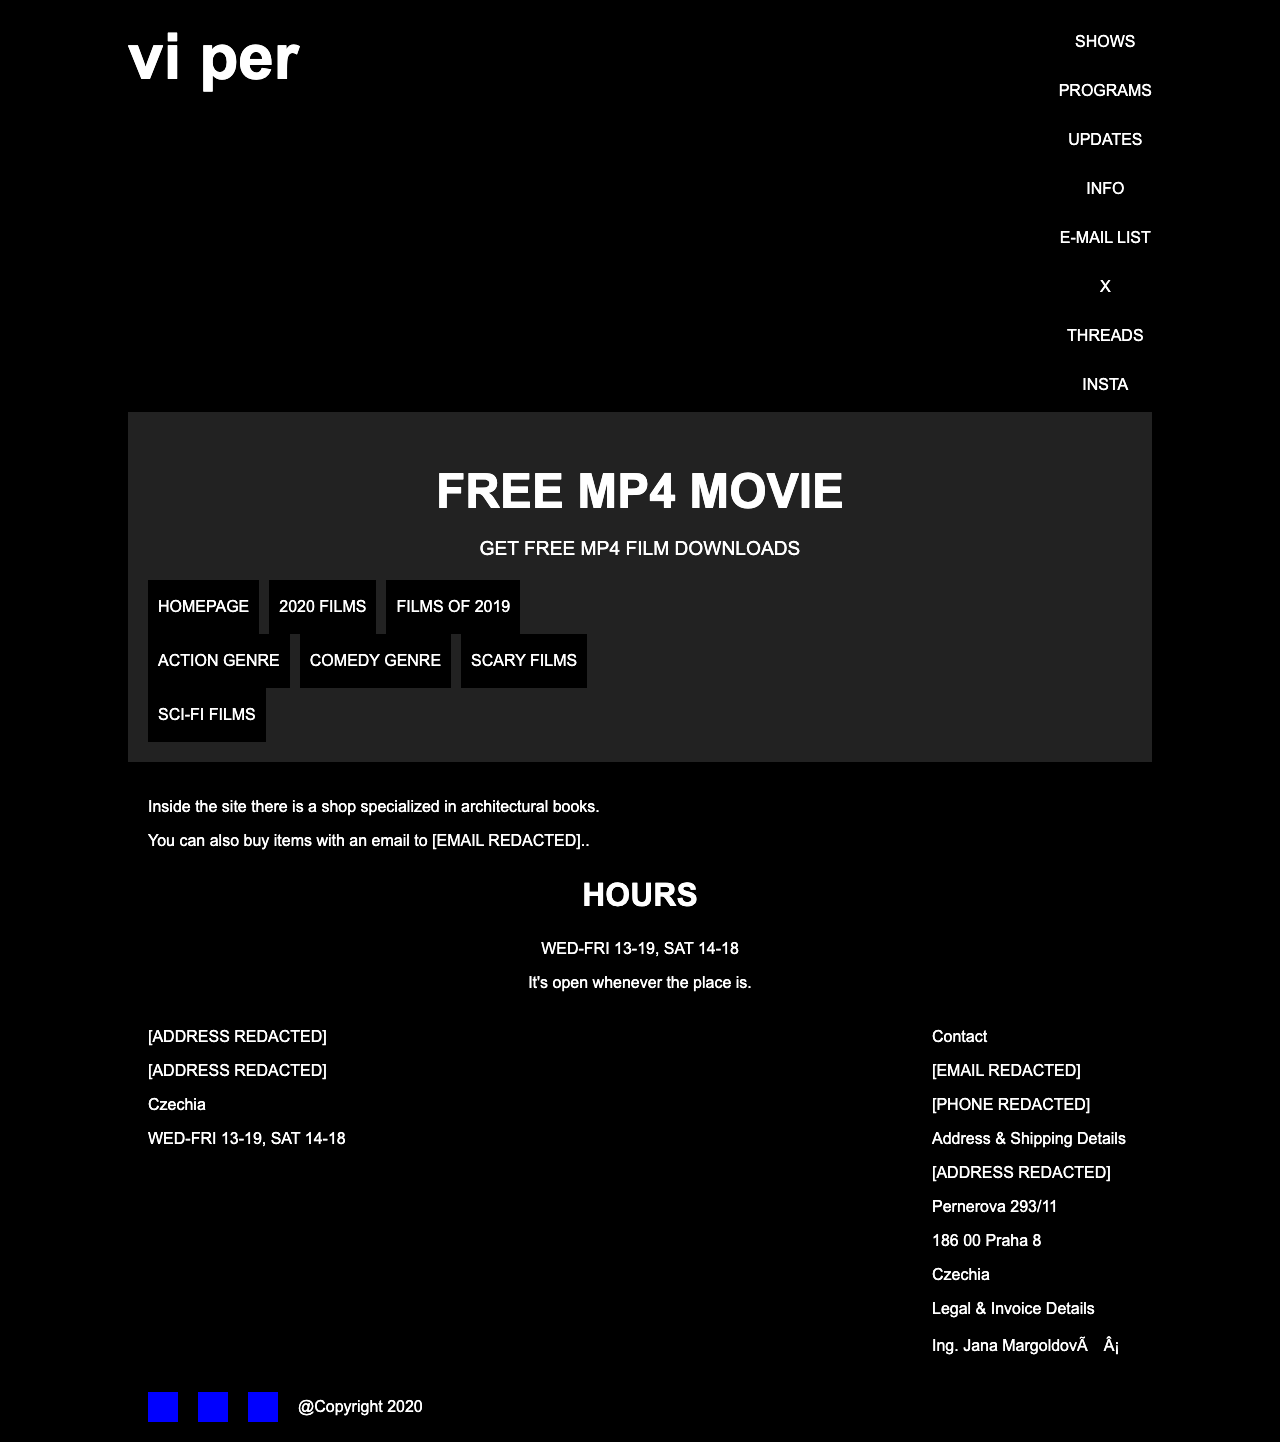 vi per
SHOWS
PROGRAMS
UPDATES
INFO
E-MAIL LIST
X
THREADS
INSTA
FREE MP4 MOVIE
GET FREE MP4 FILM DOWNLOADS
HOMEPAGE 2020 FILMS FILMS OF 2019
ACTION GENRE COMEDY GENRE SCARY FILMS
SCI-FI FILMS
Inside the site there is a shop specialized in architectural books.
You can also buy items with an email to [EMAIL REDACTED]..
HOURS
WED-FRI 13-19, SAT 14-18
It's open whenever the place is.
[ADDRESS REDACTED]
[ADDRESS REDACTED]
Czechia
WED-FRI 13-19, SAT 14-18
Contact
[EMAIL REDACTED]
[PHONE REDACTED]
Address & Shipping Details
[ADDRESS REDACTED]
Pernerova 293/11
186 00 Praha 8
Czechia
Legal & Invoice Details
Ing. Jana MargoldovÃ Â¡
@Copyright 2020